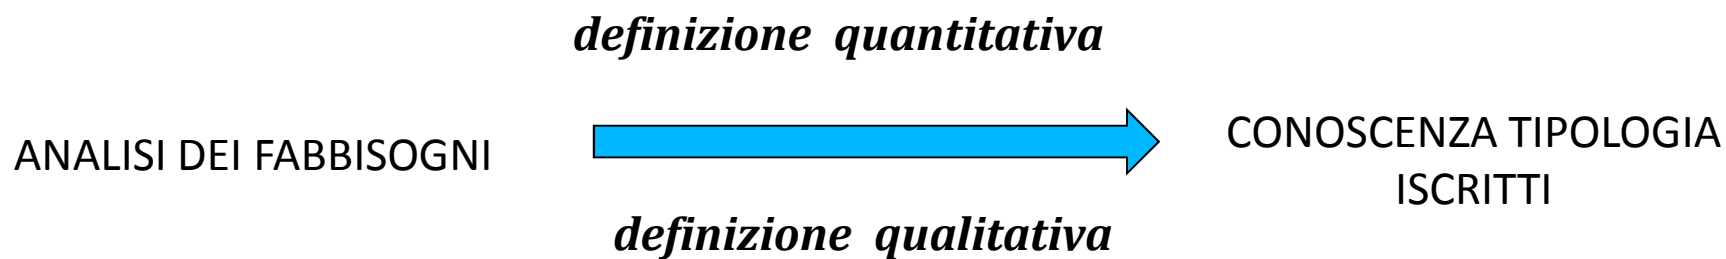 definizione quantitativa
ANALISI DEI FABBISOGNI
CONOSCENZA TIPOLOGIA
ISCRITTI
definizione qualitativa